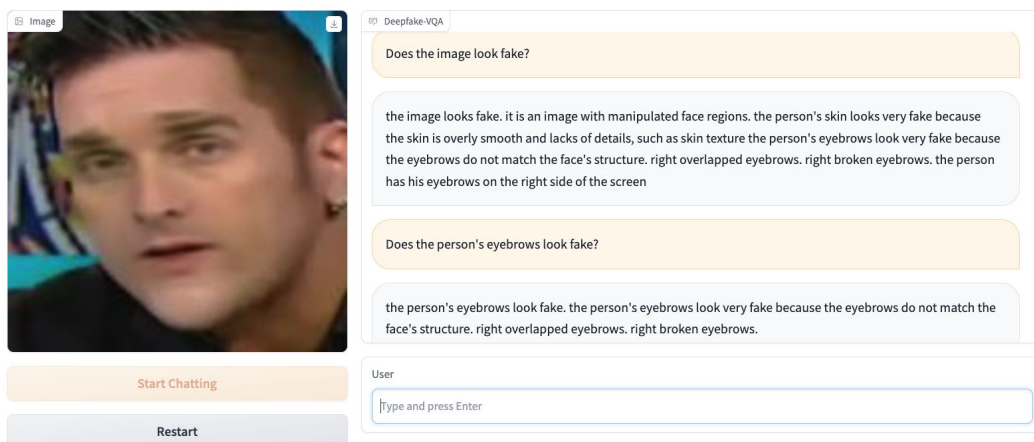 Image
Deepfake-VQA
Does the image look fake?
the image looks fake. it is an image with manipulated face regions. the person's skin looks very fake because
the skin is overly smooth and lacks of details, such as skin texture the person's eyebrows look very fake because
the eyebrows do not match the face's structure. right overlapped eyebrows. right broken eyebrows. the person
has his eyebrows on the right side of the screen
Does the person's eyebrows look fake?
the person's eyebrows look fake. the person's eyebrows look very fake because the eyebrows do not match the
face's structure. right overlapped eyebrows. right broken eyebrows.
Start Chatting
Restart
User
Type and press Enter